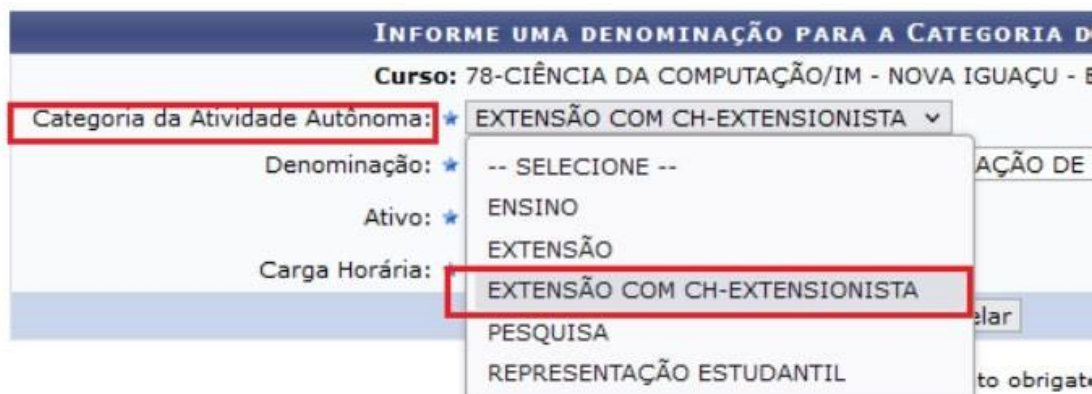 INFORME UMA DENOMINAÇÃO PARA A CATEGORIA
Curso: 78-CIÊNCIA DA COMPUTAÇÃO/IM - NOVA IGUAÇU -
Categoria da Atividade Autônoma: EXTENSÃO COM CH-EXTENSIONISTA
Denominação: -- SELECIONE -- AÇÃO DE
Ativo: ENSINO
EXTENSÃO
Carga Horária: EXTENSÃO COM CH-EXTENSIONISTA
elar
PESQUISA
REPRESENTAÇÃO ESTUDANTIL
to obrigat